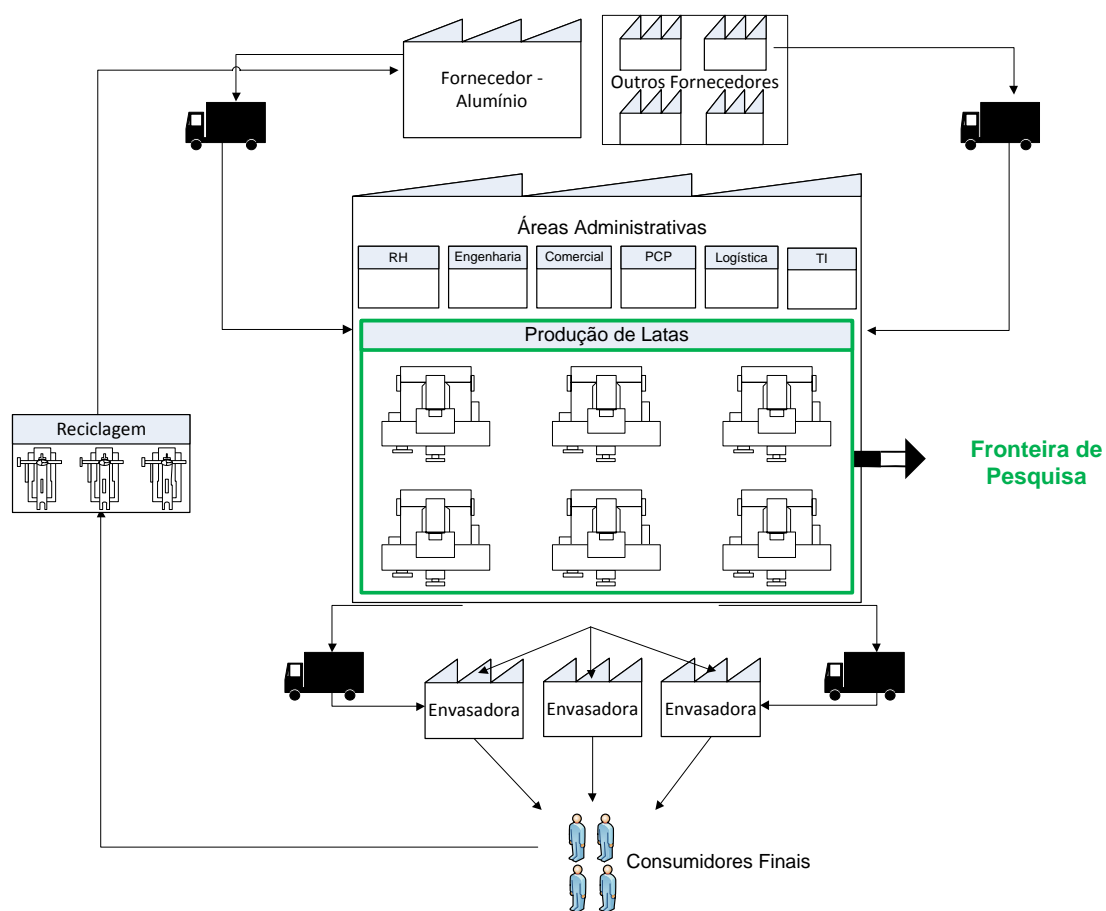 Fornecedor -
Alumínio
Outros Fornecedores
Áreas Administrativas
RH
Engenharia
Comercial
PCP
Logística
TI
Produção de Latas
Reciclagem
Fronteira de
Pesquisa
Envasadora
Envasadora
Envasadora
Consumidores Finais